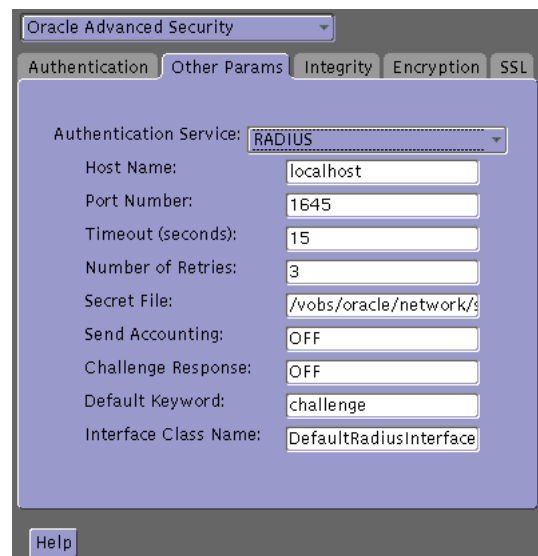 Oracle Advanced Security
Authentication Other Params Integrity Encryption SSL
Authentication Service: RADIUS
Host Name: localhost
Port Number: 1645
Timeout (seconds): 15
Number of Retries: 3
Secret File: /vobs/oracle/network/s
Send Accounting: OFF
Challenge Response: OFF
Default Keyword: challenge
Interface Class Name: DefaultRadiusInterface
Help